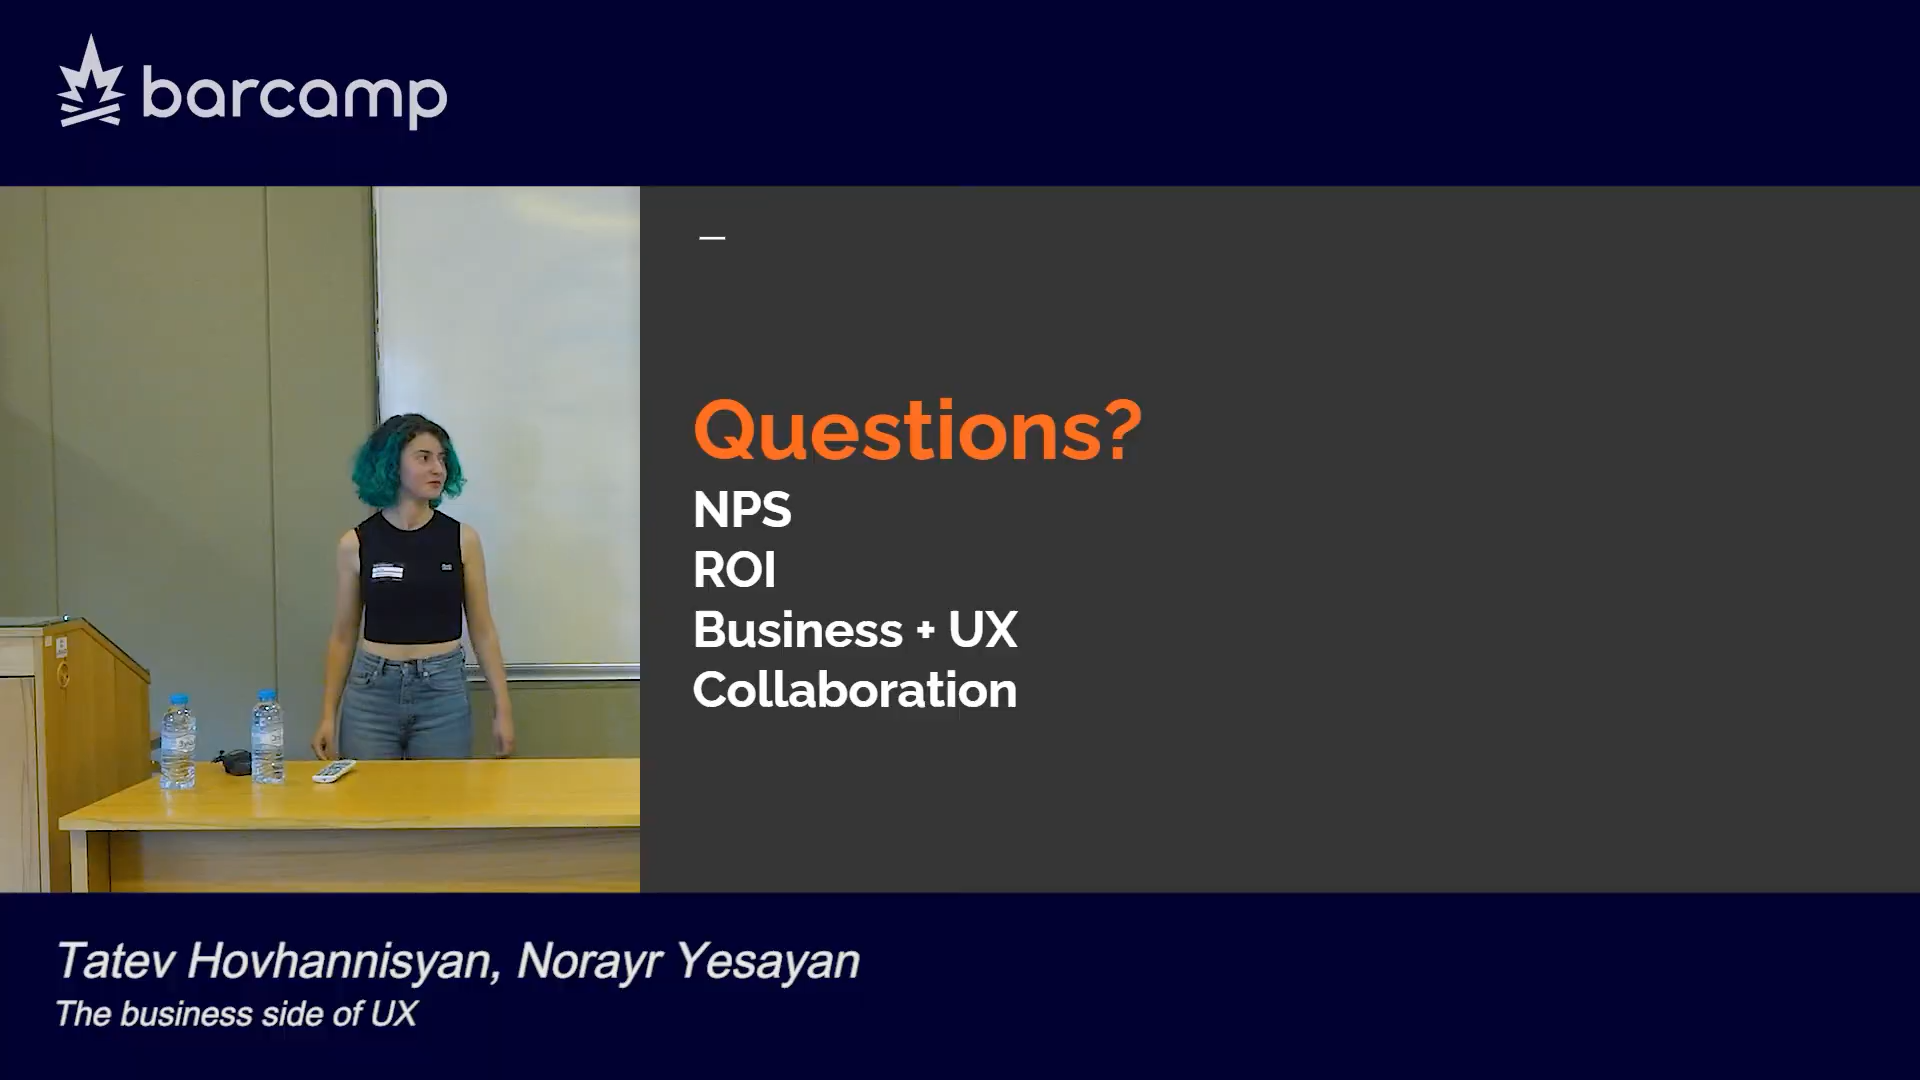 barcamp
Questions?
NPS
ROI
Business + UX
Collaboration
Tatev Hovhannisyan, Norayr Yesayan
The business side of UX